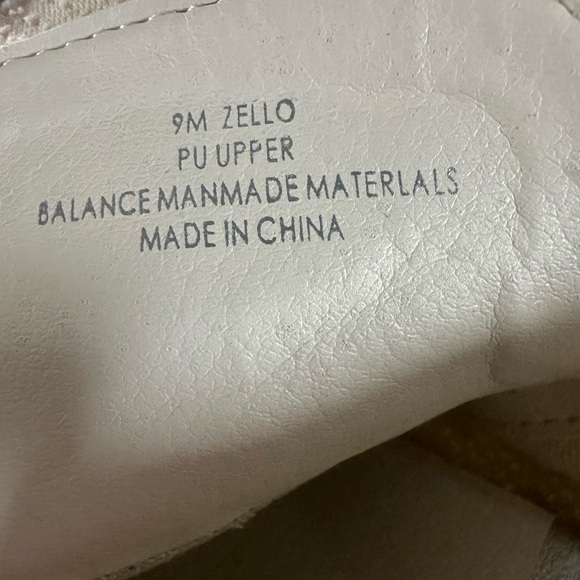 9M ZELLO
PU UPPER
BALANCE MANMADE MATERLALS
MADE IN CHINA